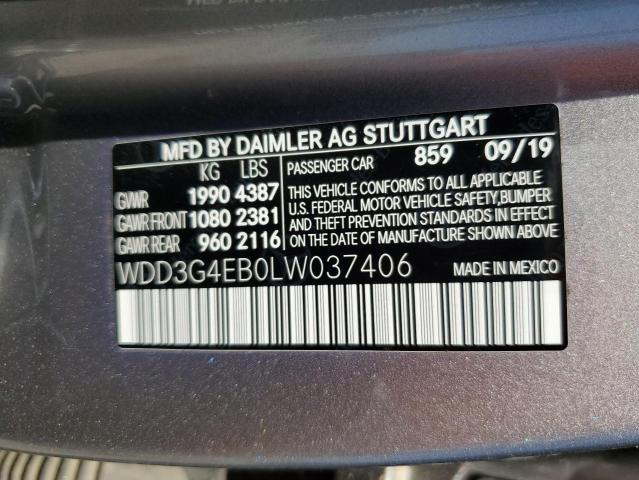 MFD BY DAIMLER AG STUTTGART
KG LBS
GVWR 1990 4387
GAWR FRONT 1080 2381
GAWR REAR 960 2116
PASSENGER CAR 859 09/19
THIS VEHICLE CONFORMS TO ALL APPLICABLE
U.S. FEDERAL MOTOR VEHICLE SAFETY,BUMPER
AND THEFT PREVENTION STANDARDS IN EFFECT
ON THE DATE OF MANUFACTURE SHOWN ABOVE.
WDD3G4EB0LW037406 MADE IN MEXICO